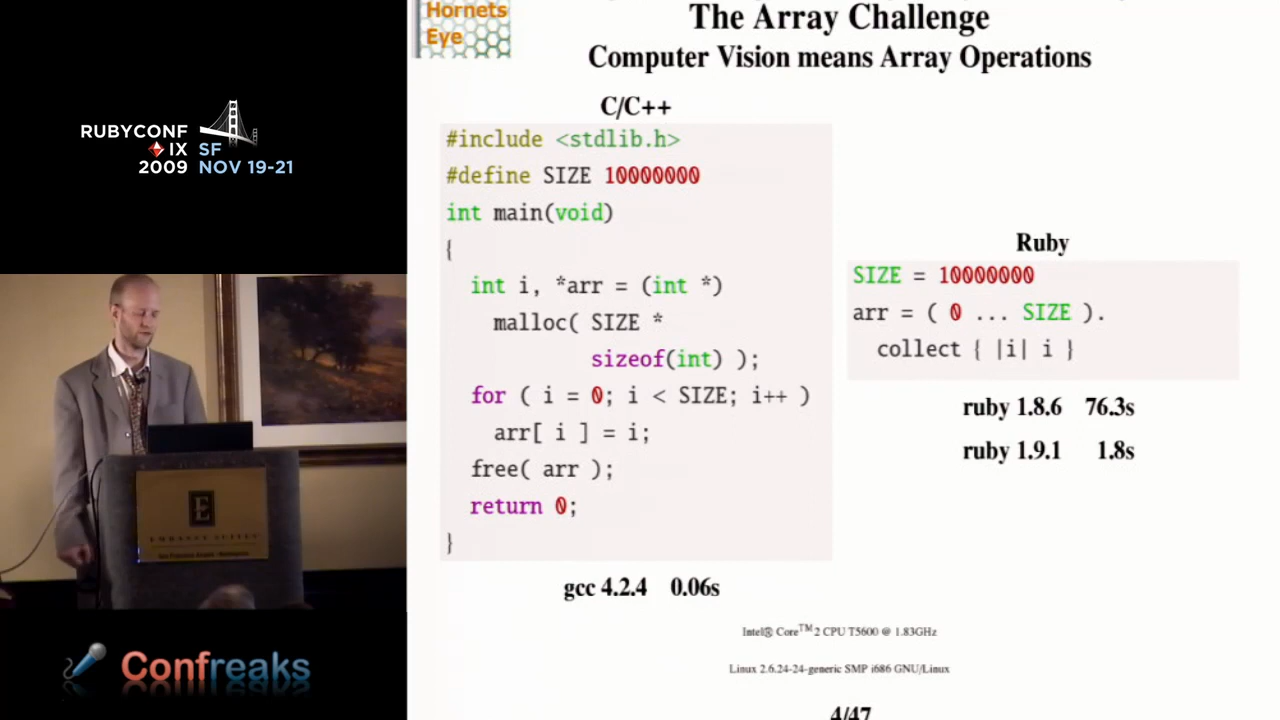 RUBYCONF
IX
2009
SF
NOV 19-21
EMBASSY SUITES
Confreaks
Hornets
Eye
The Array Challenge
Computer Vision means Array Operations
C/C++
#include <stdlib.h>
#define SIZE 10000000
int main(void)
{
int i, *arr = (int *)
malloc( SIZE *
sizeof(int) );
for ( i = 0; i < SIZE; i++ )
arr[ i ] = i;
free( arr );
return 0;
}
gcc 4.2.4 0.06s
Ruby
SIZE = 10000000
arr = ( 0 ... SIZE ).
collect { |i| i }
ruby 1.8.6 76.3s
ruby 1.9.1 1.8s
Intel® Core™2 CPU T5600 @ 1.83GHz
Linux 2.6.24-24-generic SMP i686 GNU/Linux
4/47